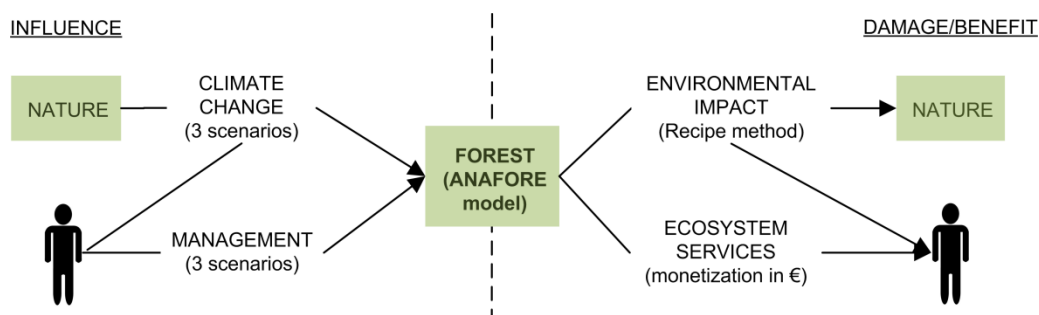 INFLUENCE
DAMAGE/BENEFIT
NATURE
CLIMATE
CHANGE
(3 scenarios)
MANAGEMENT
(3 scenarios)
FOREST
(ANAFORE
model)
ENVIRONMENTAL
IMPACT
(Recipe method)
NATURE
ECOSYSTEM
SERVICES
(monetization in €)